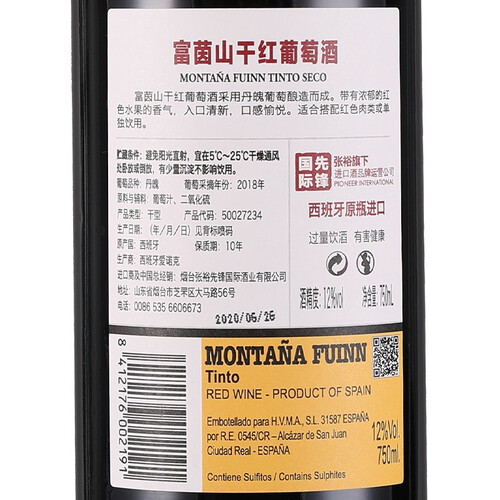 富茵山干红葡萄酒
MONTAÑA FUINN TINTO SECO
富茵山干红葡萄酒采用丹魄葡萄酿造而成。带有浓郁的红
色水果的香气，入口清新，口感愉悦。适合搭配红色肉类或单
独饮用。
贮藏条件：避免阳光直射，宜在5℃~25℃干燥通风
处卧放或倒放，有少量沉淀不影响饮用。
葡萄品种：丹魄 葡萄采摘年份：2018年
原料与辅料：葡萄汁、二氧化硫
产品类型：干型 产品标准代码：50027234
生产日期：（年/月/日）见背标喷码
原产国：西班牙 保质期：10年
生产商：西班牙爱诺克
进口商及中国总经销：烟台张裕先锋国际酒业有限公司
地址：山东省烟台市芝罘区大马路56号
电话：0086 535 6606673
2020/06/26
国际先锋
张裕旗下
进口酒品牌运营公司
PIONEER INTERNATIONAL
西班牙原瓶进口
过量饮酒 有害健康
酒精度：12%vol 净含量：750mL
8 412176 002191
MONTAÑA FUINN
Tinto
RED WINE - PRODUCT OF SPAIN
Embotellado para H.V.M.A., S.L. 31587 ESPAÑA
por R.E. 0545/CR – Alcázar de San Juan
Ciudad Real - ESPAÑA
12%Vol.
750ml.
Contiene Sulfitos / Contains Sulphites